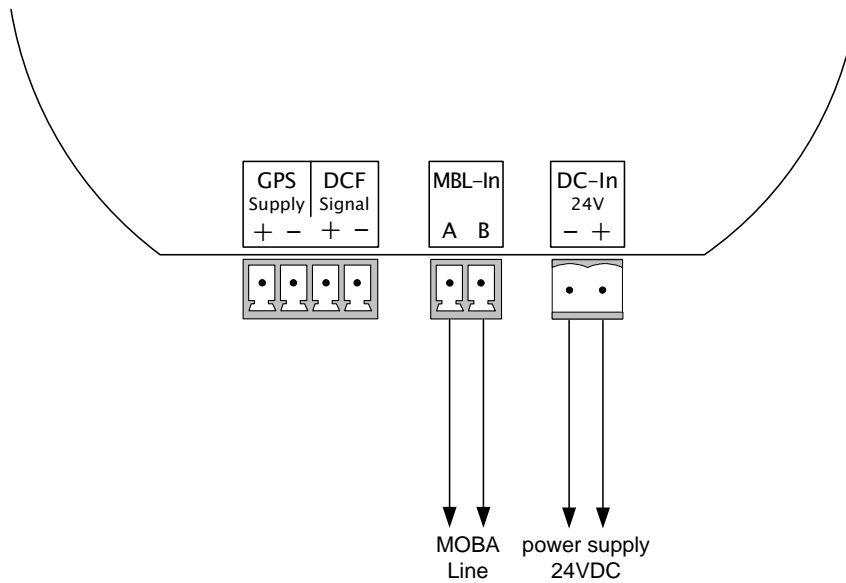 GPS DCF
Supply Signal
+ − + −
MBL-In
A B
DC-In
24V
− +
MOBA
Line
power supply
24VDC